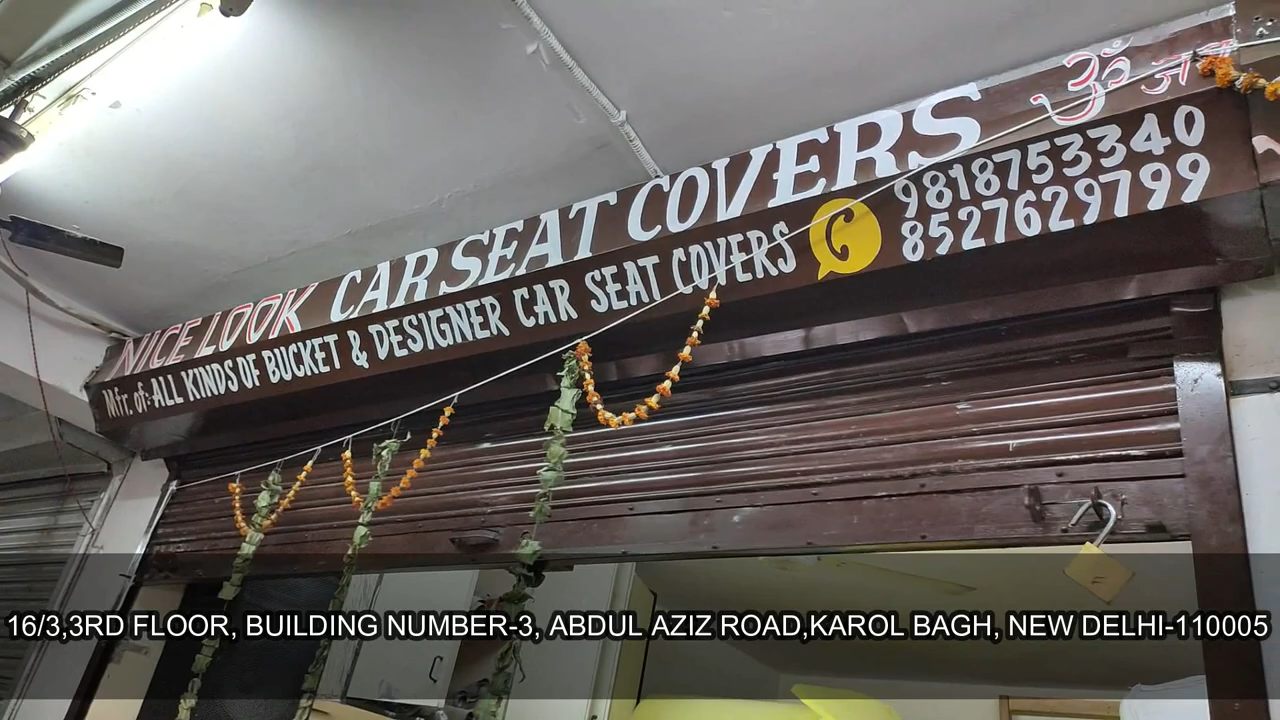 NICE LOOK CAR SEAT COVERS ॐ
Mfr. of:-ALL KINDS OF BUCKET & DESIGNER CAR SEAT COVERS
9818753340
8527629799
16/3,3RD FLOOR, BUILDING NUMBER-3, ABDUL AZIZ ROAD,KAROL BAGH, NEW DELHI-110005